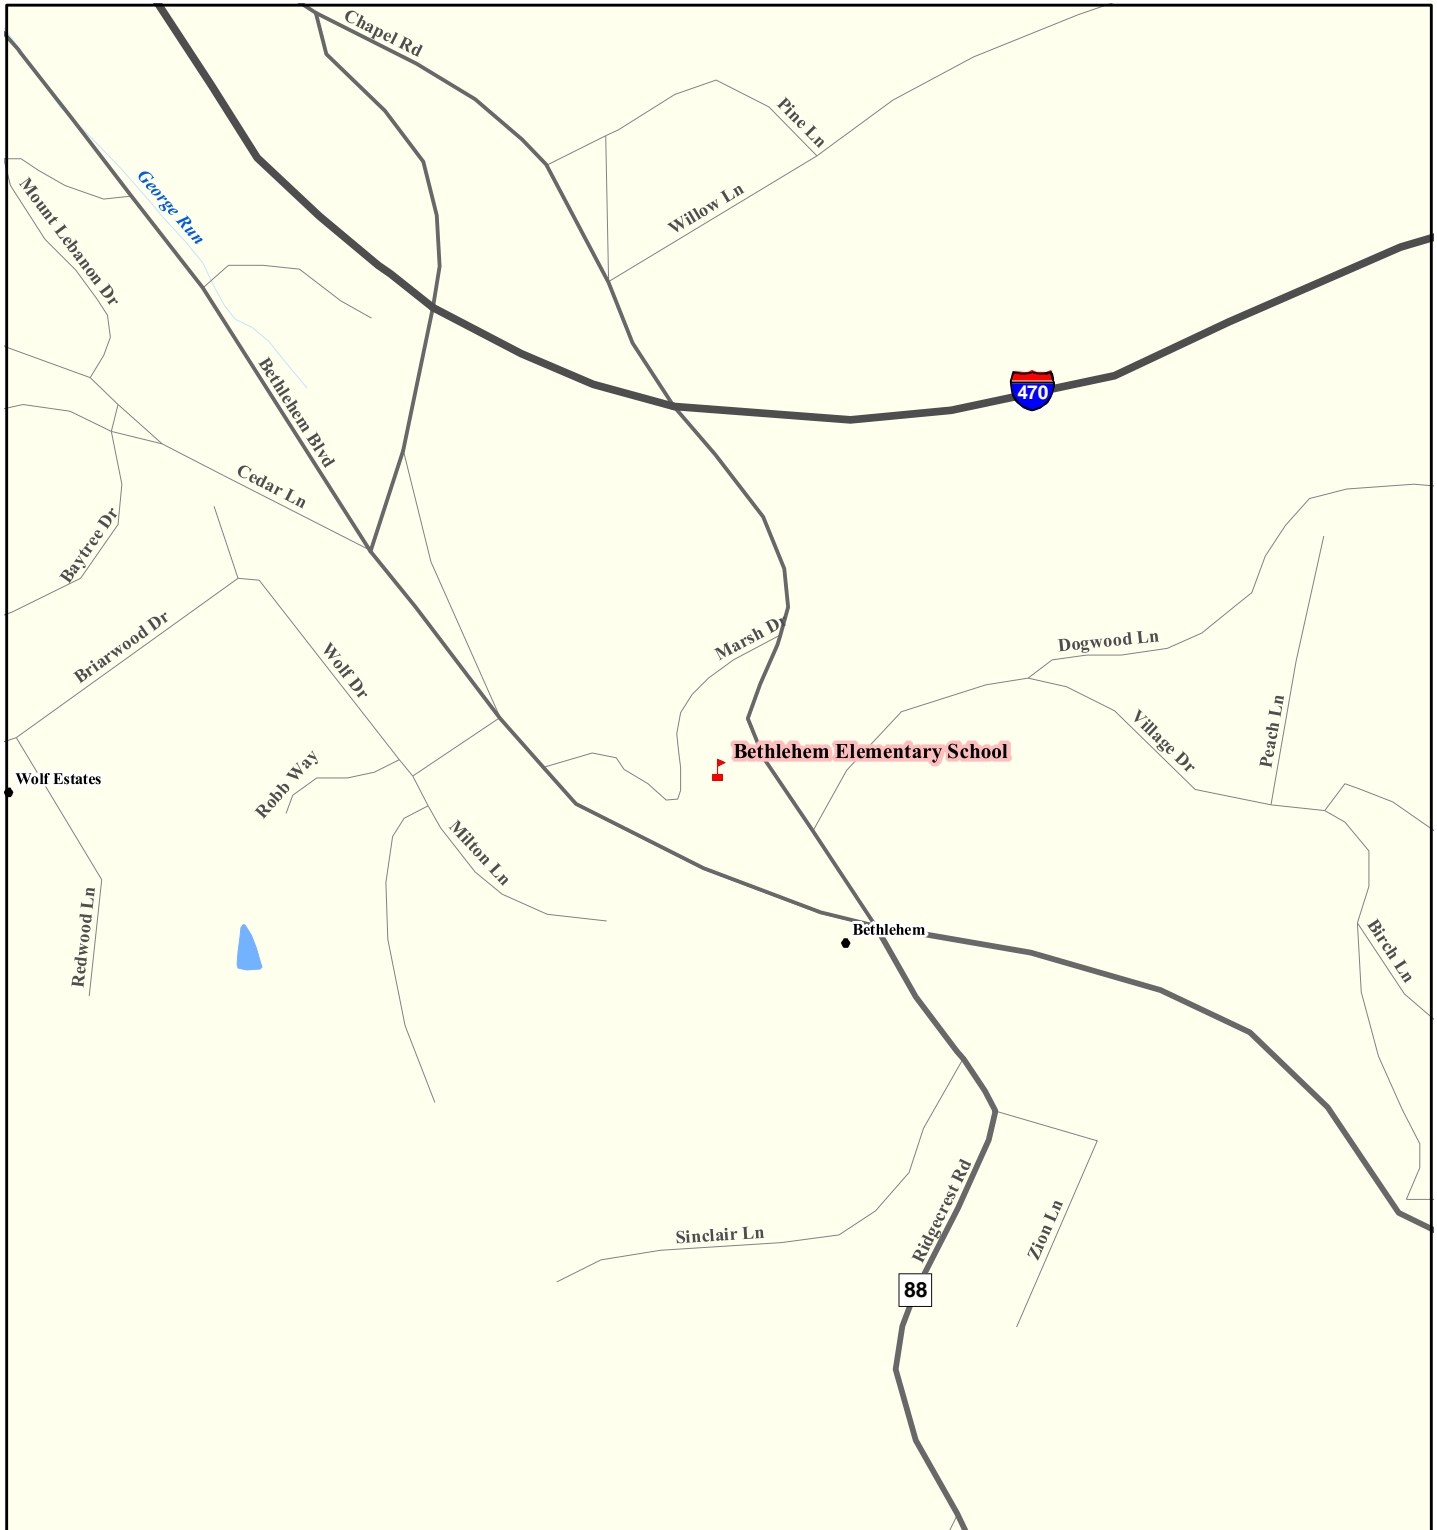 Chapel Rd
Pine Ln
George Run
Mount Lebanon Dr
Willow Ln
470
Bethlehem Blvd
Cedar Ln
Baytree Dr
Briarwood Dr
Wolf Dr
Marsh Dr
Dogwood Ln
Village Dr
Peach Ln
Bethlehem Elementary School
Wolf Estates
Robb Way
Milton Ln
Redwood Ln
Bethlehem
Birch Ln
Ridgecrest Rd
Zion Ln
Sinclair Ln
88